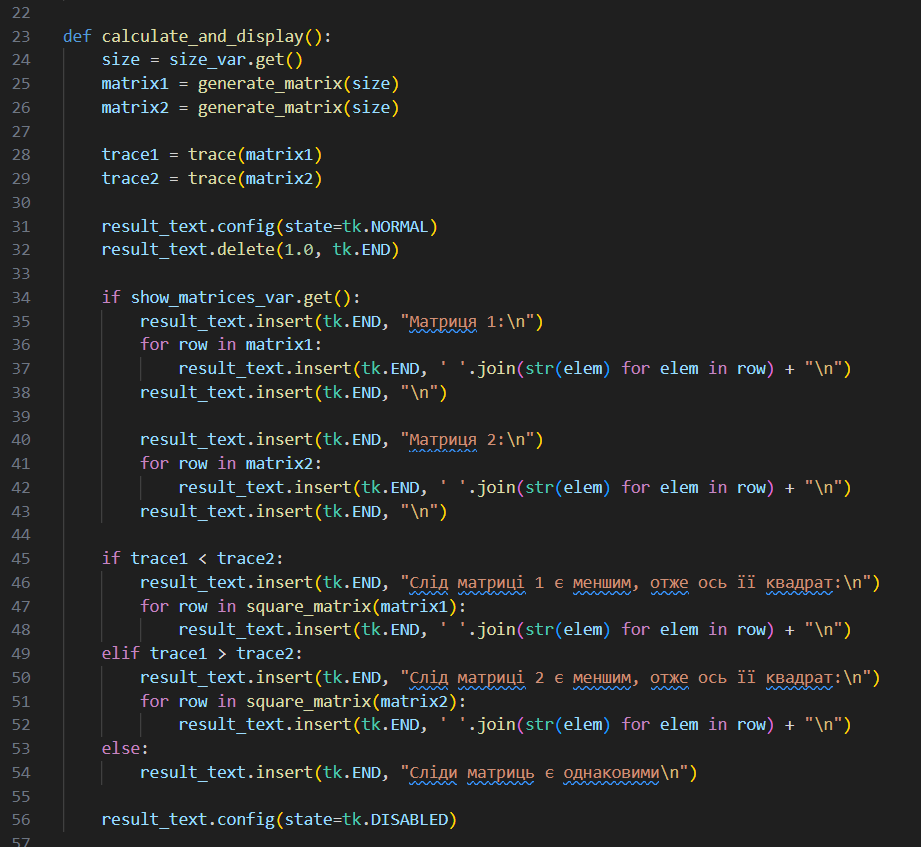 22
23 def calculate_and_display():
24     size = size_var.get()
25     matrix1 = generate_matrix(size)
26     matrix2 = generate_matrix(size)
27
28     trace1 = trace(matrix1)
29     trace2 = trace(matrix2)
30
31     result_text.config(state=tk.NORMAL)
32     result_text.delete(1.0, tk.END)
33
34     if show_matrices_var.get():
35         result_text.insert(tk.END, "Матриця 1:\n")
36         for row in matrix1:
37             result_text.insert(tk.END, ' '.join(str(elem) for elem in row) + "\n")
38         result_text.insert(tk.END, "\n")
39
40         result_text.insert(tk.END, "Матриця 2:\n")
41         for row in matrix2:
42             result_text.insert(tk.END, ' '.join(str(elem) for elem in row) + "\n")
43         result_text.insert(tk.END, "\n")
44
45     if trace1 < trace2:
46         result_text.insert(tk.END, "Слід матриці 1 є меншим, отже ось її квадрат:\n")
47         for row in square_matrix(matrix1):
48             result_text.insert(tk.END, ' '.join(str(elem) for elem in row) + "\n")
49     elif trace1 > trace2:
50         result_text.insert(tk.END, "Слід матриці 2 є меншим, отже ось її квадрат:\n")
51         for row in square_matrix(matrix2):
52             result_text.insert(tk.END, ' '.join(str(elem) for elem in row) + "\n")
53     else:
54         result_text.insert(tk.END, "Сліди матриць є однаковими\n")
55
56     result_text.config(state=tk.DISABLED)
57